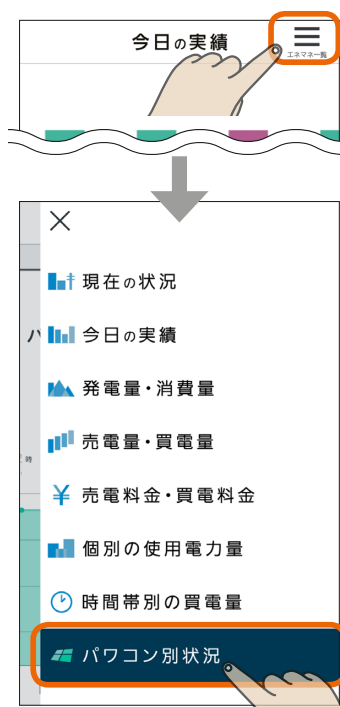 今日の実績
エネマネ一覧
現在の状況
パ
今日の実績
発電量・消費量
売電量・買電量
時
売電料金・買電料金
個別の使用電力量
時間帯別の買電量
パワコン別状況